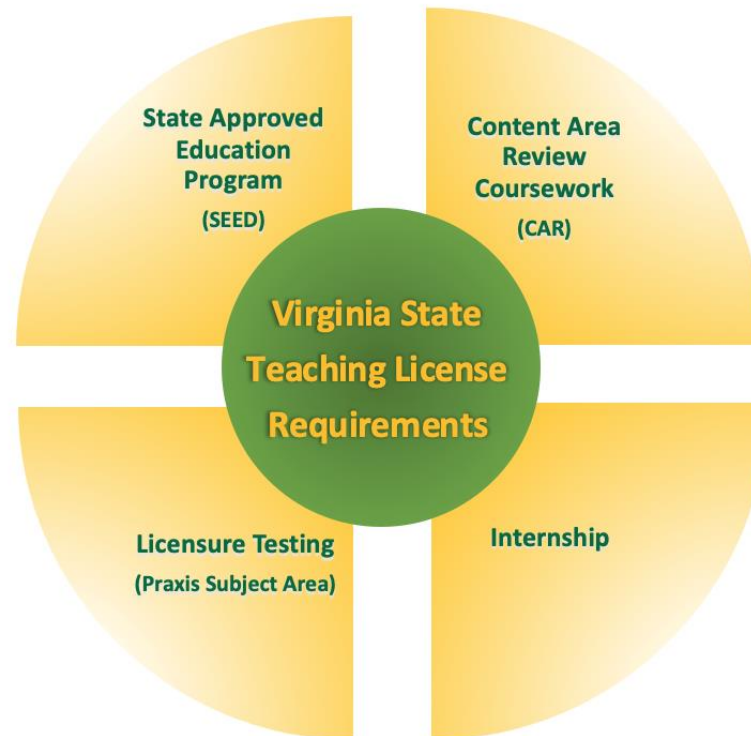 State Approved
Education
Program
(SEED)
Content Area
Review
Coursework
(CAR)
Virginia State
Teaching License
Requirements
Licensure Testing
(Praxis Subject Area)
Internship